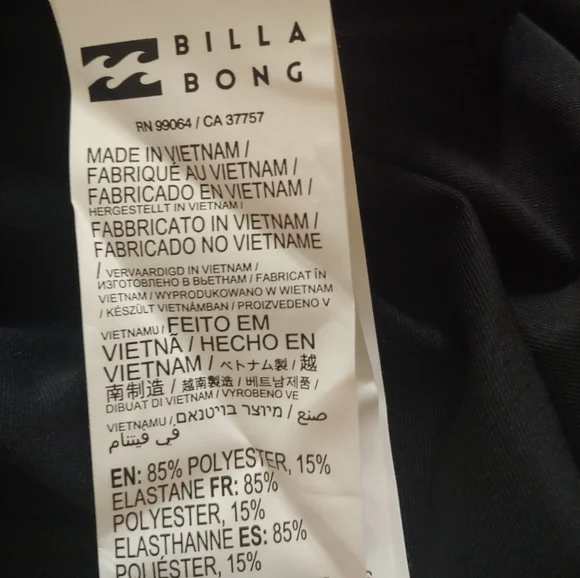 BILLA
BONG
RN 99064 / CA 37757
MADE IN VIETNAM /
FABRIQUÉ AU VIETNAM /
FABRICADO EN VIETNAM /
HERGESTELLT IN VIETNAM /
FABBRICATO IN VIETNAM /
FABRICADO NO VIETNAME
/ VERVAARDIGD IN VIETNAM /
ИЗГОТОВЛЕНО В ВЬЕТНАМ / FABRICAT ÎN
VIETNAM / WYPRODUKOWANO W WIETNAM
/ KÉSZÜLT VIETNÁMBAN / PROIZVEDENO V
VIETNAMU / FEITO EM
VIETNÃ / HECHO EN
VIETNAM / ベトナム製 / 越
南制造 / 越南製造 / 베트남제품 /
DIBUAT DI VIETNAM / VYROBENO VE
VIETNAMU / מיוצר בויטנאם / صنع
في فيتنام
EN: 85% POLYESTER, 15%
ELASTANE FR: 85%
POLYESTER, 15%
ELASTHANNE ES: 85%
POLIÉSTER, 15%